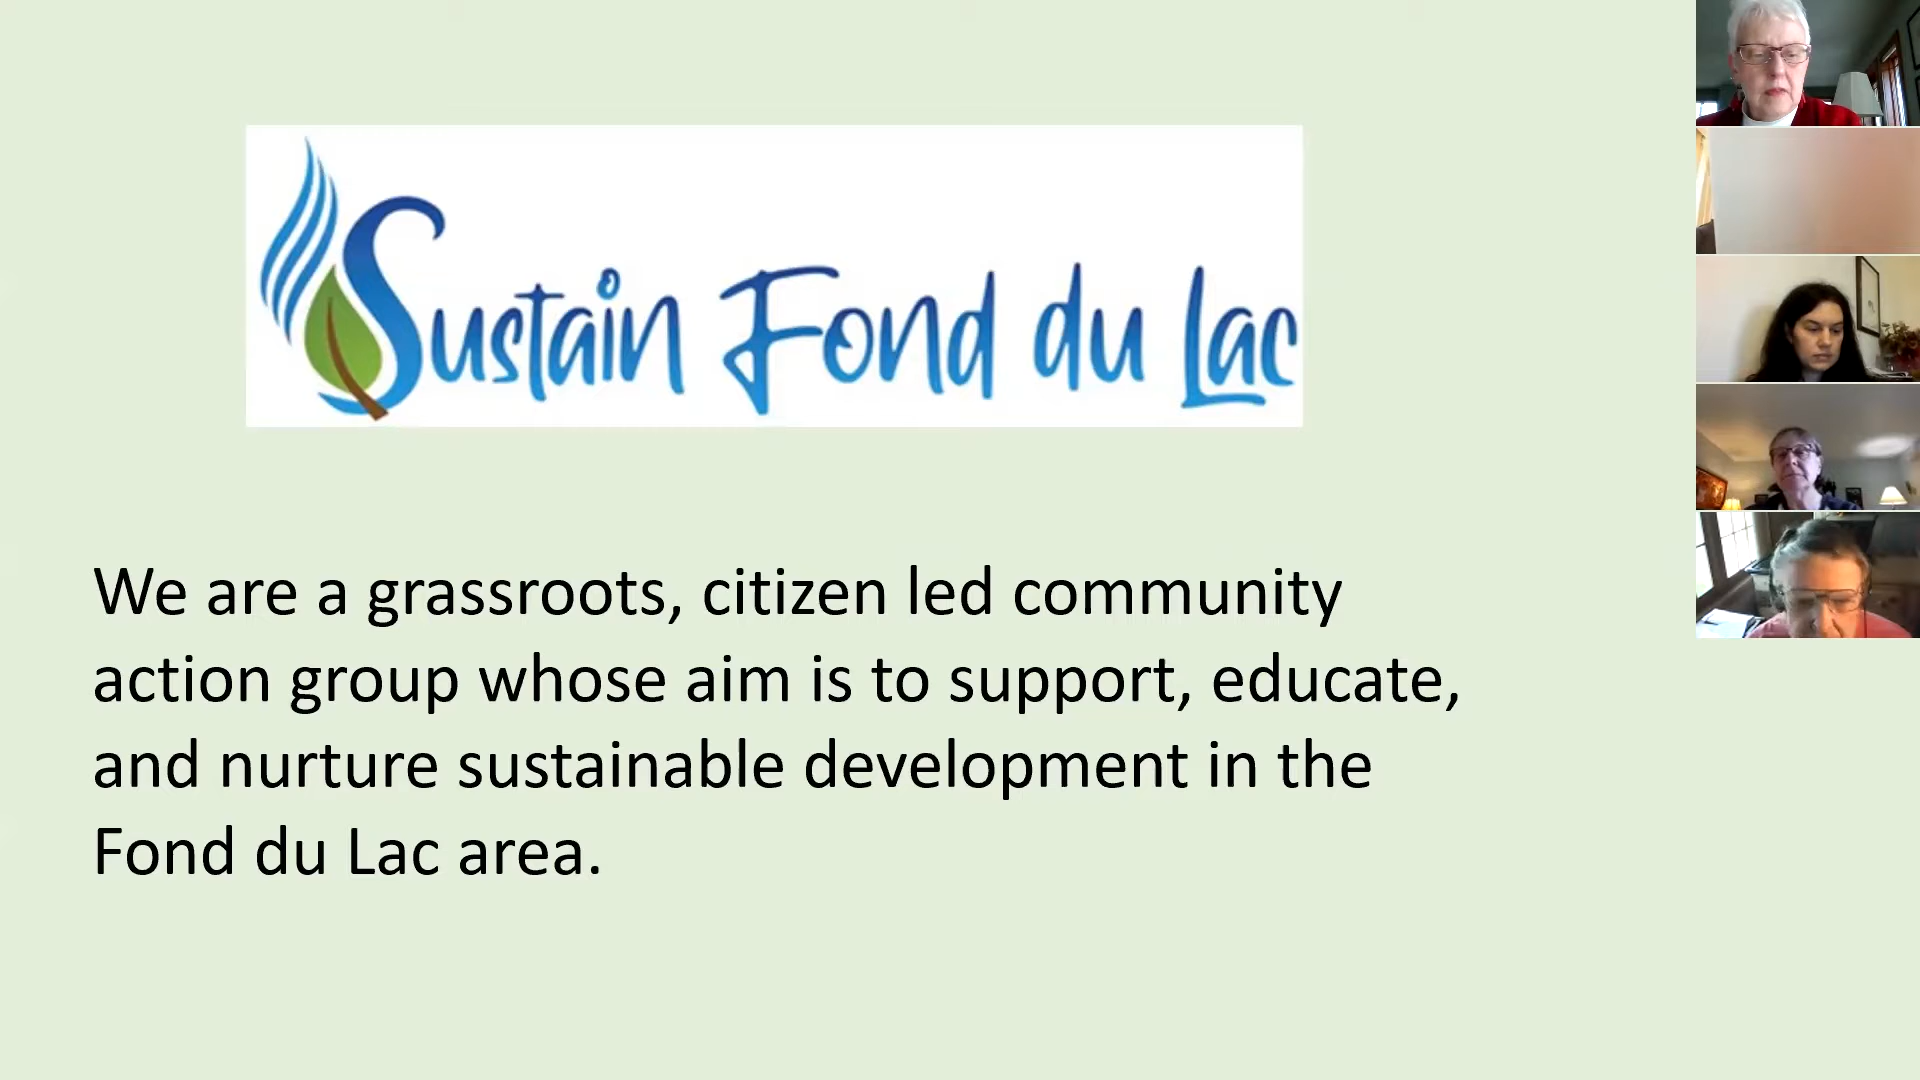 Sustain Fond du Lac
We are a grassroots, citizen led community
action group whose aim is to support, educate,
and nurture sustainable development in the
Fond du Lac area.